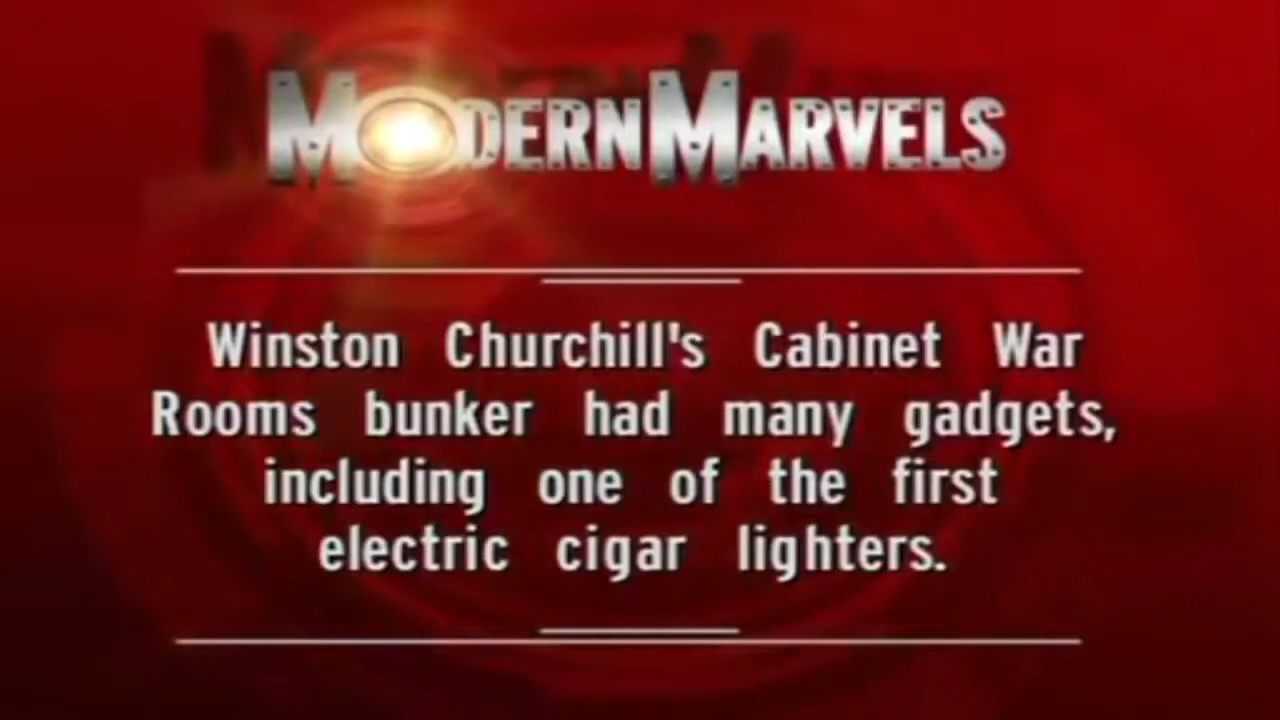 MODERN MARVELS
Winston Churchill's Cabinet War
Rooms bunker had many gadgets,
including one of the first
electric cigar lighters.